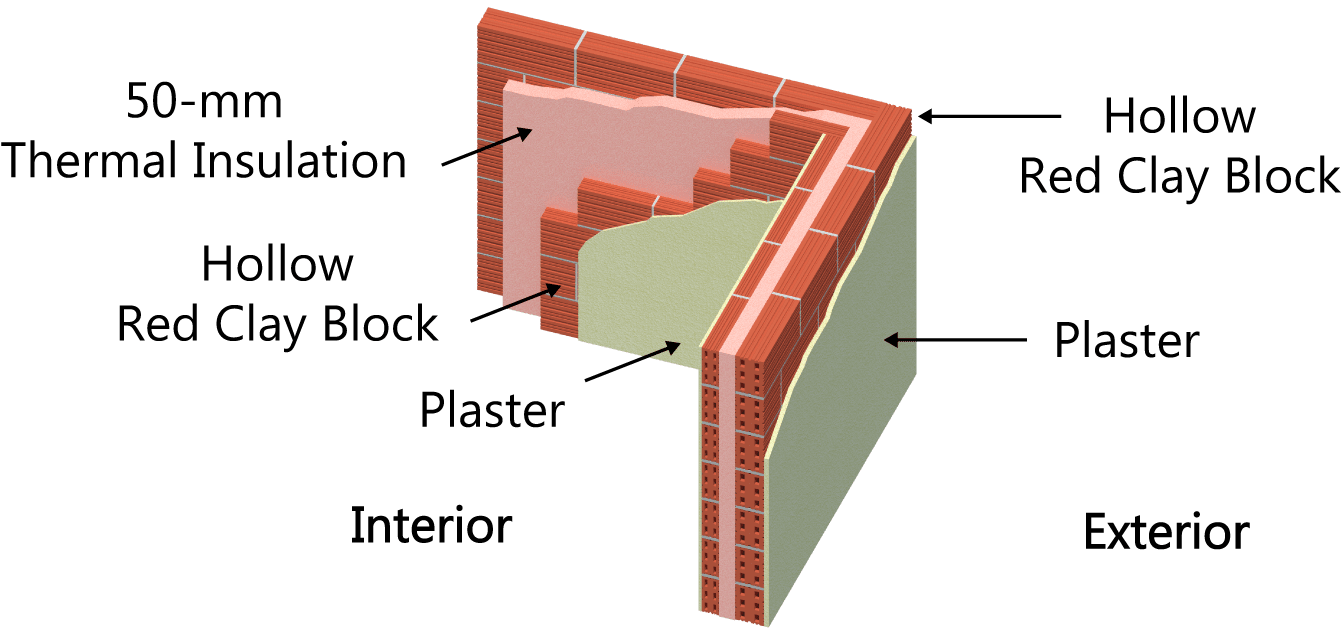 50-mm
Thermal Insulation
Hollow
Red Clay Block
Hollow
Red Clay Block
Plaster
Plaster
Interior
Exterior